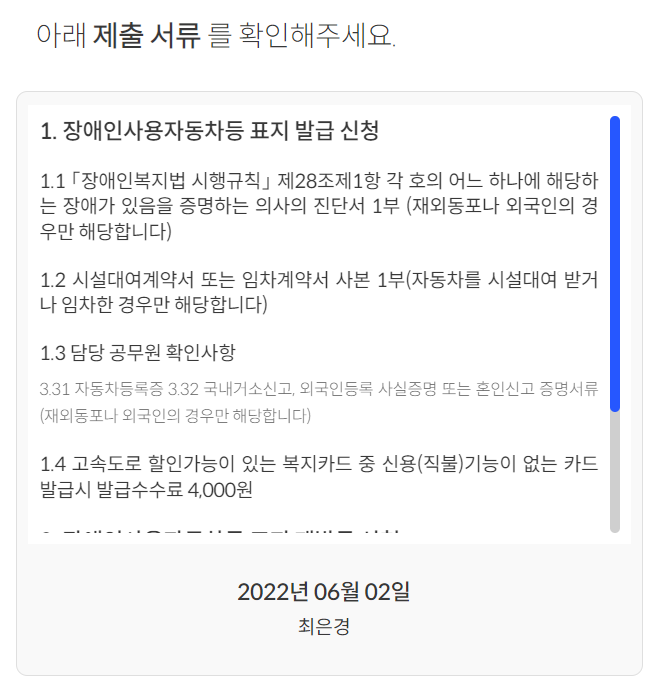 아래 제출 서류 를 확인해주세요.
1. 장애인사용자동차등 표지 발급 신청
1.1 ｢장애인복지법 시행규칙｣ 제28조제1항 각 호의 어느 하나에 해당하
는 장애가 있음을 증명하는 의사의 진단서 1부 (재외동포나 외국인의 경
우만 해당합니다)
1.2 시설대여계약서 또는 임차계약서 사본 1부(자동차를 시설대여 받거
나 임차한 경우만 해당합니다)
1.3 담당 공무원 확인사항
3.31 자동차등록증 3.32 국내거소신고, 외국인등록 사실증명 또는 혼인신고 증명서류
(재외동포나 외국인의 경우만 해당합니다)
1.4 고속도로 할인가능이 있는 복지카드 중 신용(직불)기능이 없는 카드
발급시 발급수수료 4,000원
2022년 06월 02일
최은경